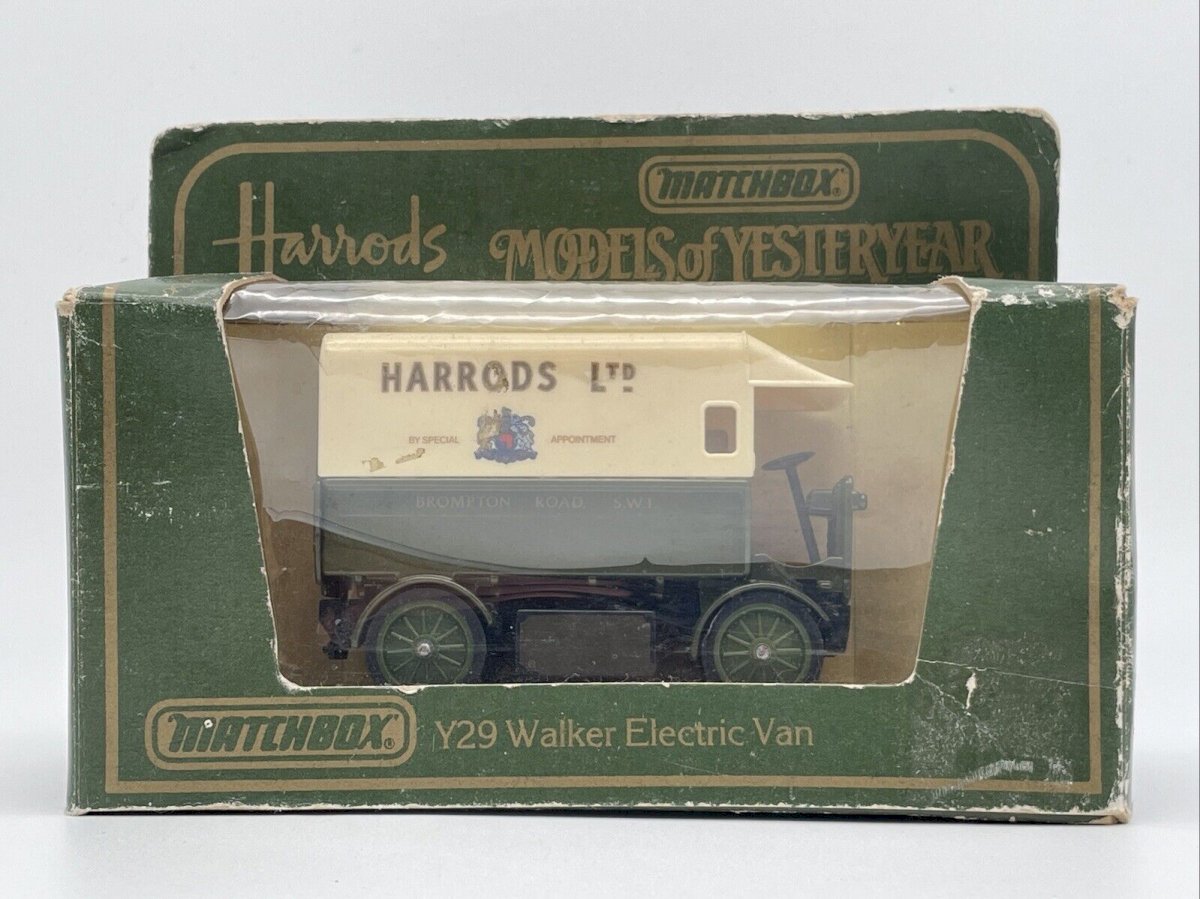 MATCHBOX®
Harrods MODELS of YESTERYEAR
HARRODS LTD
BY SPECIAL APPOINTMENT
BROMPTON ROAD S.W.1
MATCHBOX® Y29 Walker Electric Van